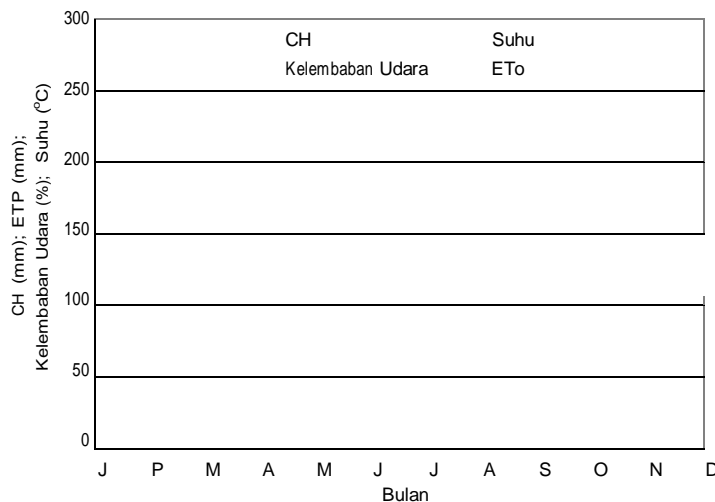 CH (mm); ETP (mm);
Kelembaban Udara (%); Suhu (°C)
300
250
200
150
100
50
0
CH Suhu
Kelembaban Udara ETo
J P M A M J J A S O N D
Bulan